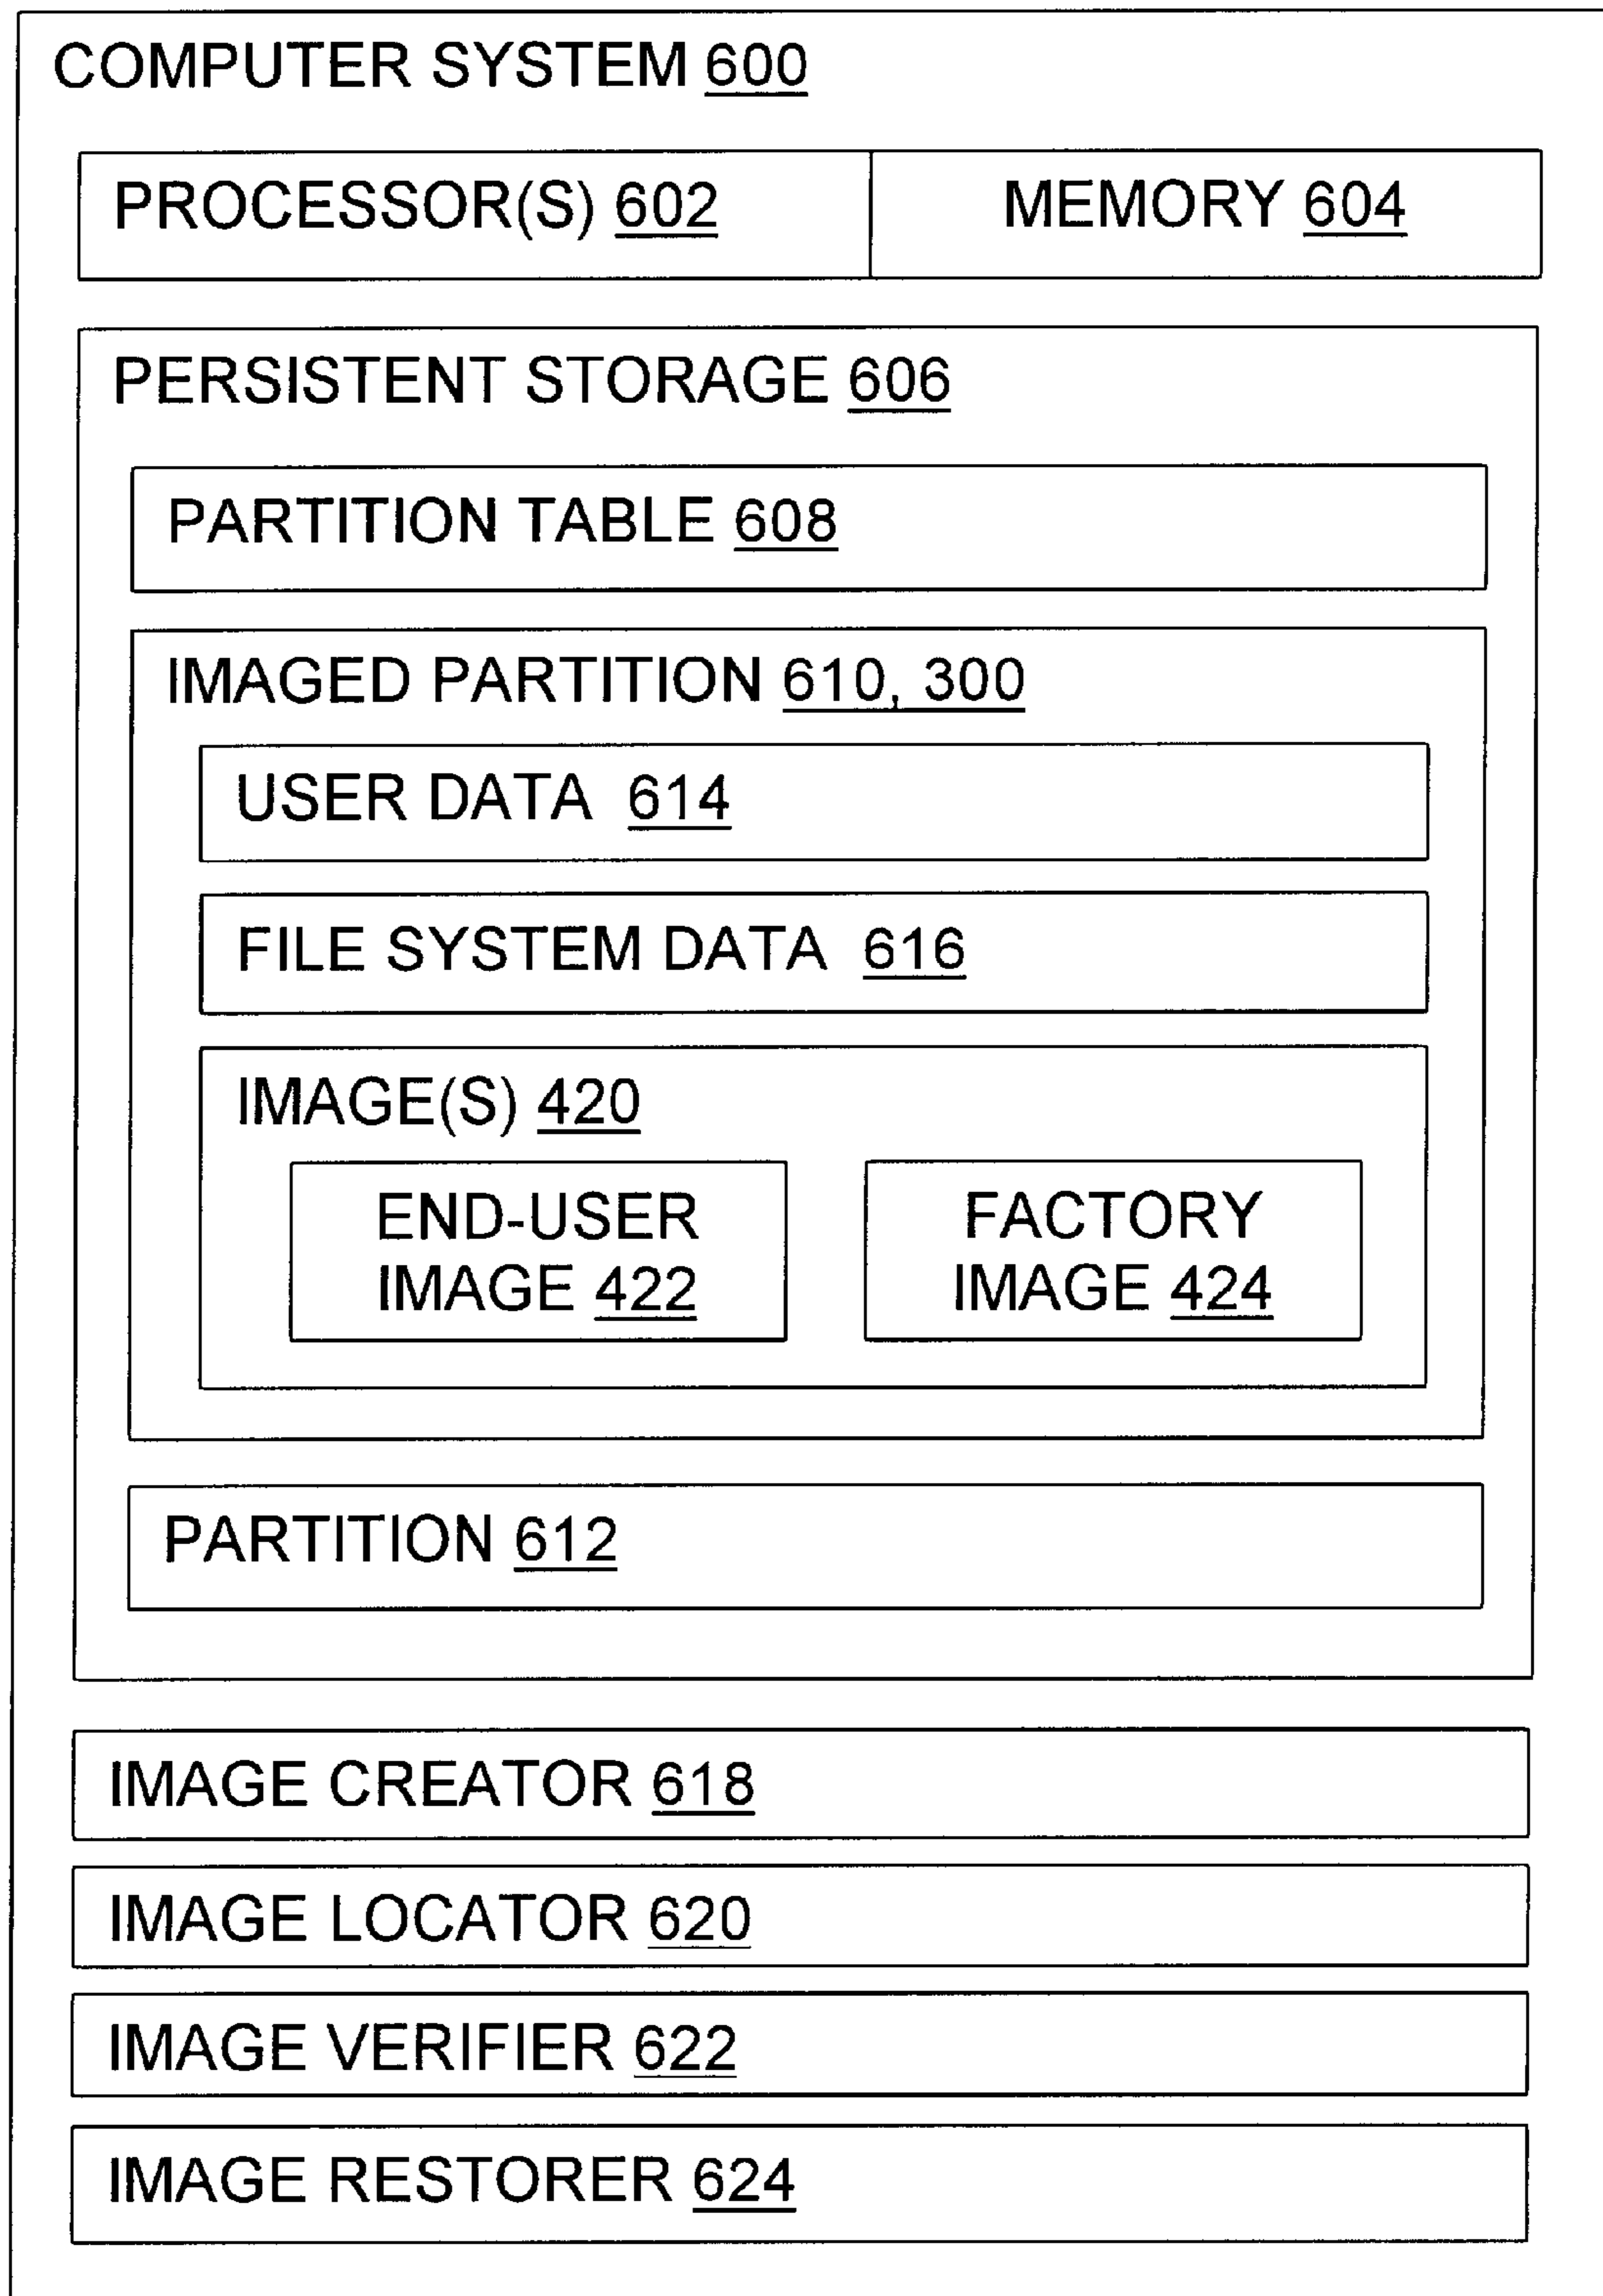 COMPUTER SYSTEM 600
PROCESSOR(S) 602
MEMORY 604
PERSISTENT STORAGE 606
PARTITION TABLE 608
IMAGED PARTITION 610, 300
USER DATA 614
FILE SYSTEM DATA 616
IMAGE(S) 420
END-USER
IMAGE 422
FACTORY
IMAGE 424
PARTITION 612
IMAGE CREATOR 618
IMAGE LOCATOR 620
IMAGE VERIFIER 622
IMAGE RESTORER 624